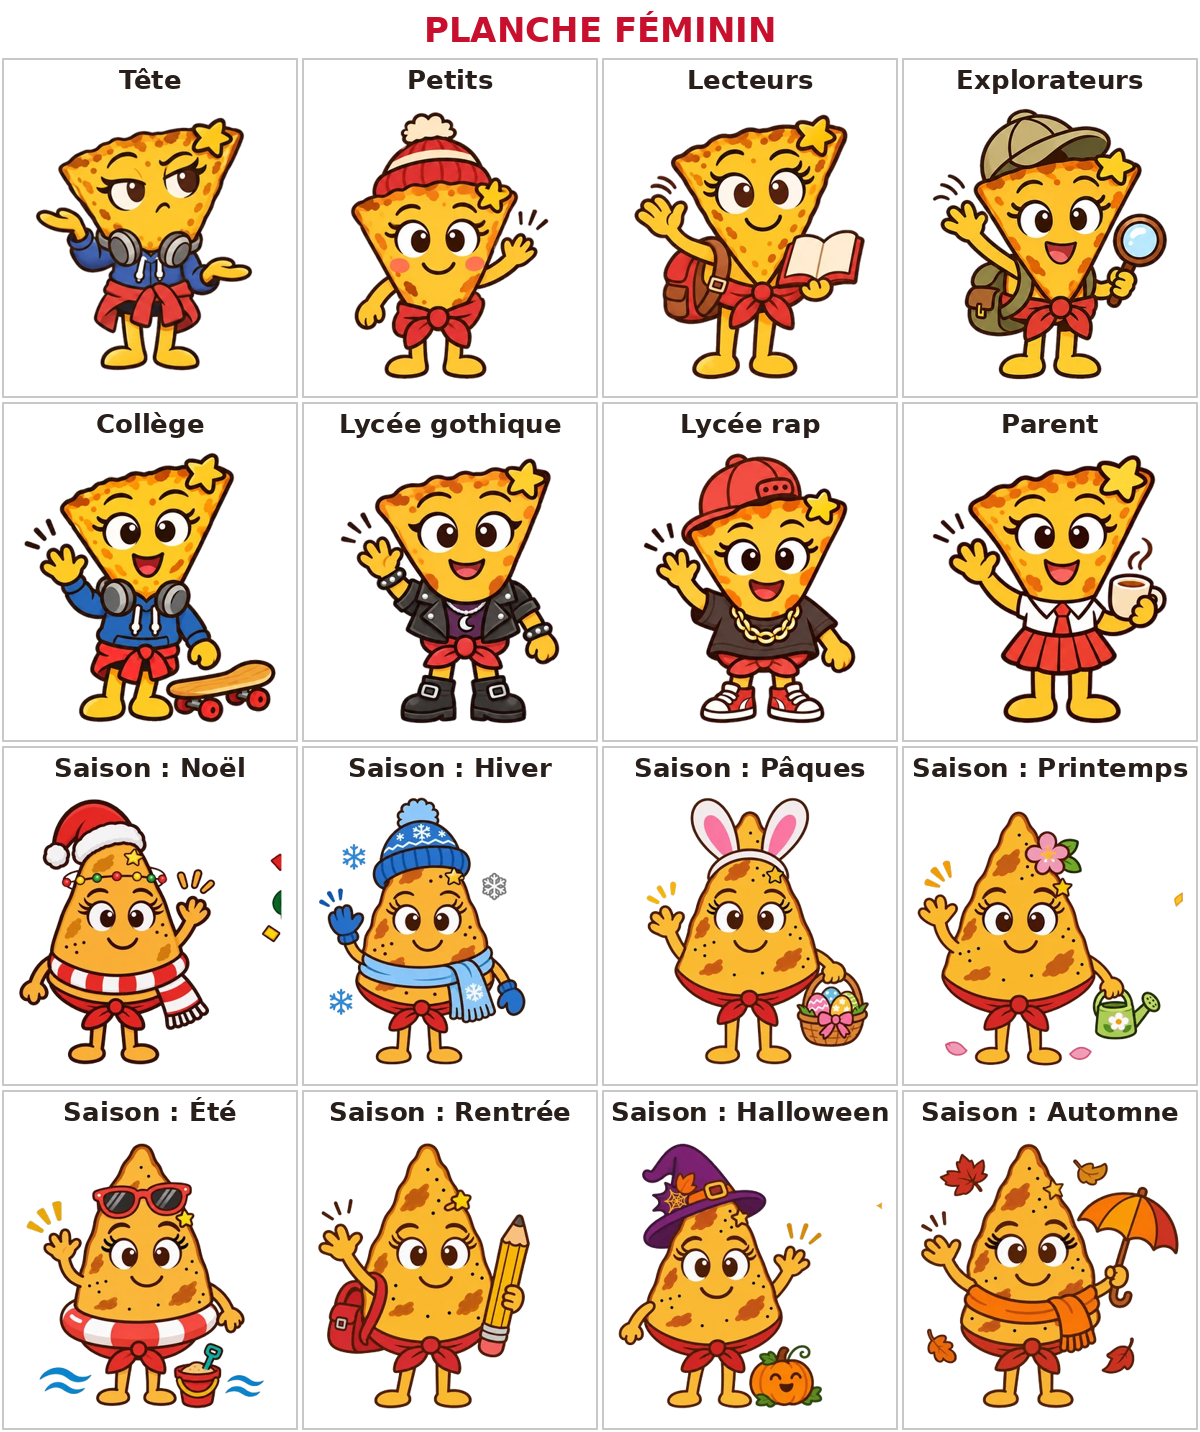 PLANCHE FÉMININ
Tête
Petits
Lecteurs
Explorateurs
Collège
Lycée gothique
Lycée rap
Parent
Saison : Noël
Saison : Hiver
Saison : Pâques
Saison : Printemps
Saison : Été
Saison : Rentrée
Saison : Halloween
Saison : Automne